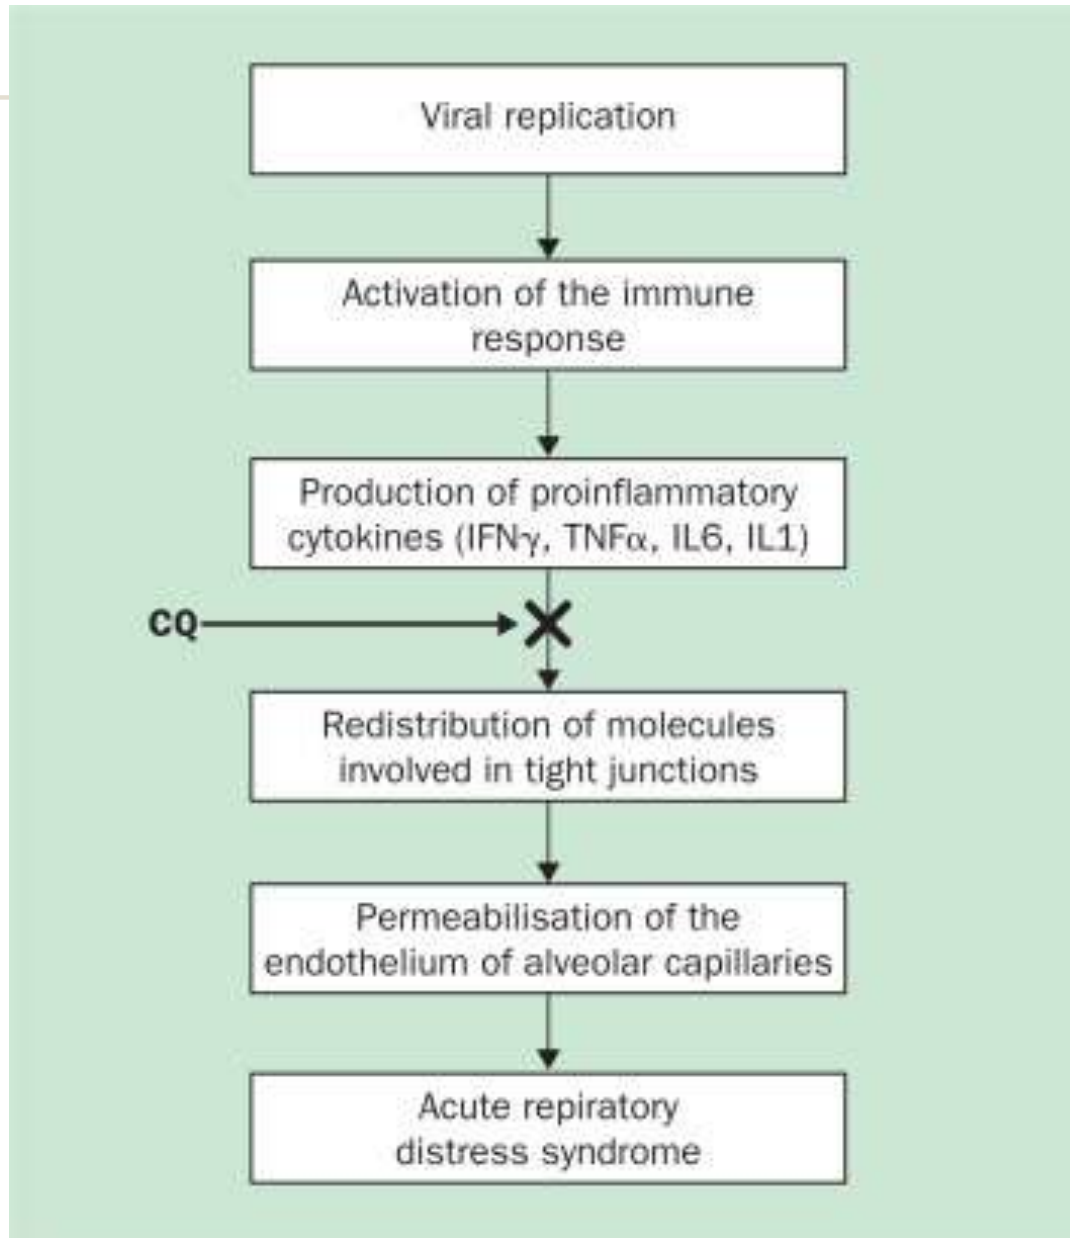 Viral replication
Activation of the immune
response
Production of proinflammatory
cytokines (IFNγ, TNFα, IL6, IL1)
CQ
Redistribution of molecules
involved in tight junctions
Permeabilisation of the
endothelium of alveolar capillaries
Acute repiratory
distress syndrome